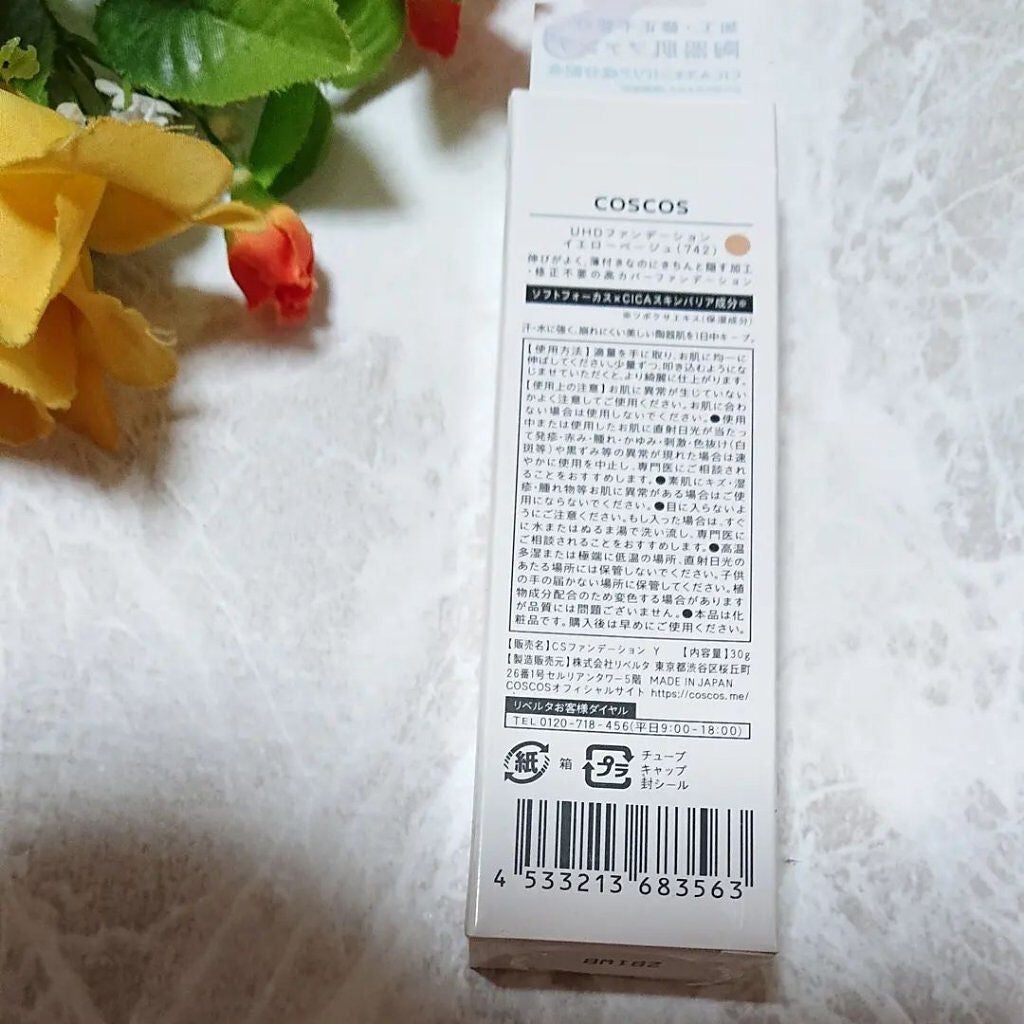 COSCOS
UHDファンデーション
イエローベージュ(742)
伸びがよく、薄付きなのにきちんと隠す加工
・修正不要の高カバーファンデーション
ソフトフォーカス×CICAスキンバリア成分※
※ツボクサエキス(保湿成分)
汗・水に強く、崩れにくい美しい陶器肌を1日中キープ。
【使用方法】適量を手に取り、お肌に均一に
伸ばしてください。少量ずつ、叩き込むようにな
じませていただくと、より綺麗に仕上がります。
【使用上の注意】お肌に異常が生じていない
かよく注意してご使用ください。お肌に合わ
ない場合は使用しないでください。●使用
中または使用したお肌に直射日光が当たっ
て発疹・赤み・腫れ・かゆみ・刺激・色抜け(白
斑等)や黒ずみ等の異常が現れた場合は速
やかに使用を中止し、専門医にご相談され
ることをおすすめします。●素肌にキズ・湿
疹・腫れ物等お肌に異常がある場合はご使
用にならないでください。●目に入らないよ
うにご注意ください。もし入った場合は、すぐ
に水またはぬるま湯で洗い流し、専門医に
ご相談されることをおすすめします。●高温
多湿または極端に低温の場所、直射日光の
あたる場所には保管しないでください。子供
の手の届かない場所に保管してください。植
物成分配合のため変色する場合があります
が品質には問題ございません。●本品は化
粧品です。購入後は早めにご使用ください。
【販売名】CSファンデーション Y 【内容量】30g
【製造販売元】株式会社リベルタ 東京都渋谷区桜丘町
26番1号セルリアンタワー5階 MADE IN JAPAN
COSCOSオフィシャルサイト https://coscos.me/
リベルタお客様ダイヤル
TEL 0120-718-456(平日9:00-18:00)
紙 箱 プラ チューブ
キャップ
封シール
4 533213 683563